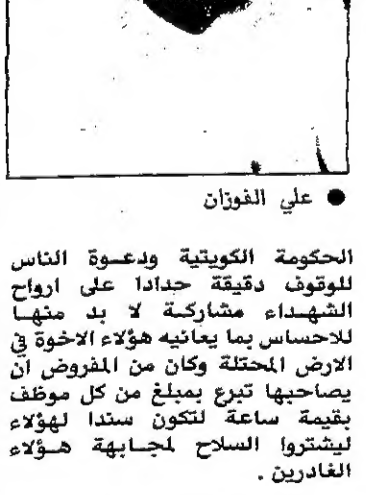 ● علي الفوزان
الحكومة الكويتية ودعوة الناس
للوقوف دقيقة حدادا على ارواح
الشهداء مشاركة لا بد منها
للاحساس بما يعانيه هؤلاء الاخوة في
الارض المحتلة وكان من المفروض ان
يصاحبها تبرع بمبلغ من كل موظف
بقيمة ساعة لتكون سندا لهؤلاء
ليشتروا السلاح لمجابهة هؤلاء
الغادرين .